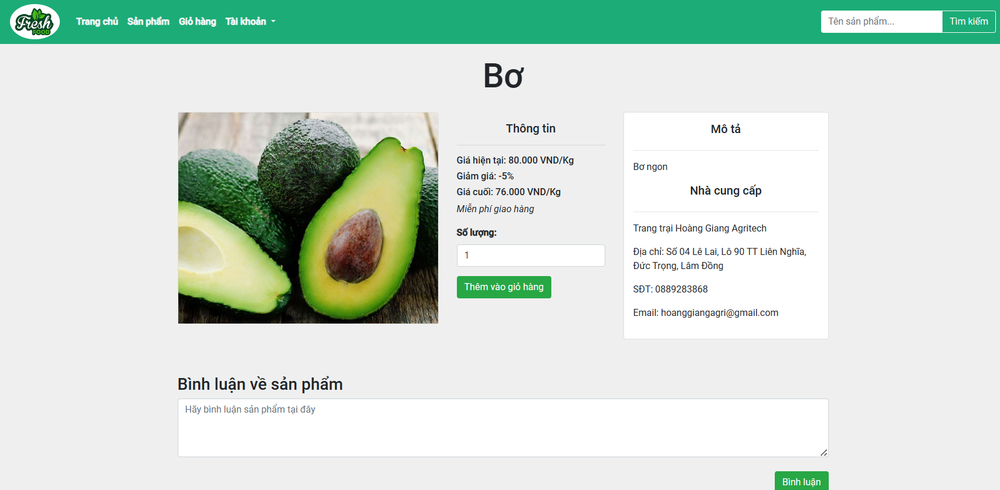 Fresh
FOOD
Trang chủ Sản phẩm Giỏ hàng Tài khoản
Tên sản phẩm...
Tìm kiếm
Bơ
Thông tin
Giá hiện tại: 80.000 VND/Kg
Giảm giá: -5%
Giá cuối: 76.000 VND/Kg
Miễn phí giao hàng
Số lượng:
1
Thêm vào giỏ hàng
Mô tả
Bơ ngon
Nhà cung cấp
Trang trại Hoàng Giang Agritech
Địa chỉ: Số 04 Lê Lai, Lô 90 TT Liên Nghĩa,
Đức Trọng, Lâm Đồng
SĐT: 0889283868
Email: hoanggiangagri@gmail.com
Bình luận về sản phẩm
Hãy bình luận sản phẩm tại đây
Bình luận